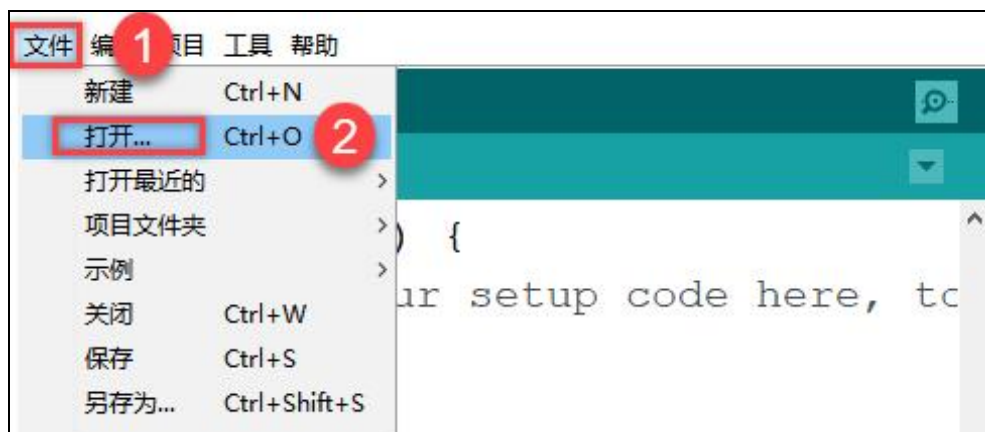 文件 编 1 项目 工具 帮助
新建 Ctrl+N
打开... Ctrl+O 2
打开最近的 >
项目文件夹 >
示例 >
关闭 Ctrl+W
保存 Ctrl+S
另存为... Ctrl+Shift+S
) {
ur setup code here, to